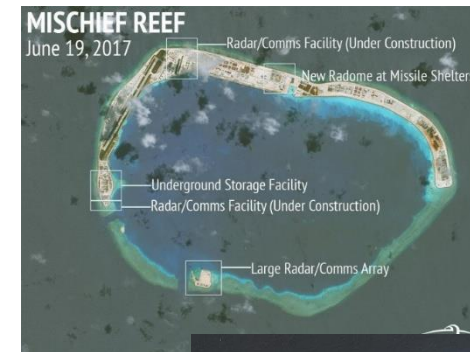 MISCHIEF REEF
June 19, 2017
Radar/Comms Facility (Under Construction)
New Radome at Missile Shelters
Underground Storage Facility
Radar/Comms Facility (Under Construction)
Large Radar/Comms Array